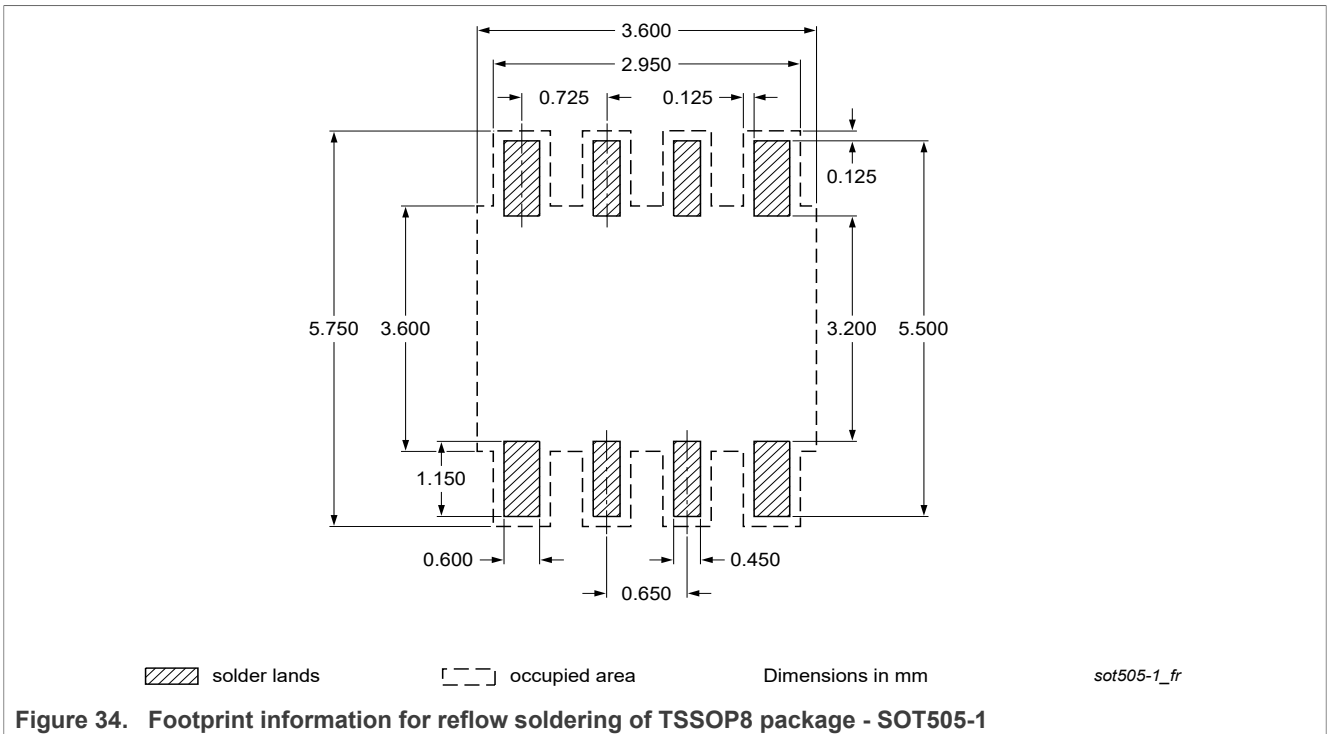 3.600
2.950
0.725 0.125
0.125
5.750 3.600 3.200 5.500
1.150
0.600 0.450
0.650
solder lands occupied area Dimensions in mm sot505-1_fr
Figure 34. Footprint information for reflow soldering of TSSOP8 package - SOT505-1